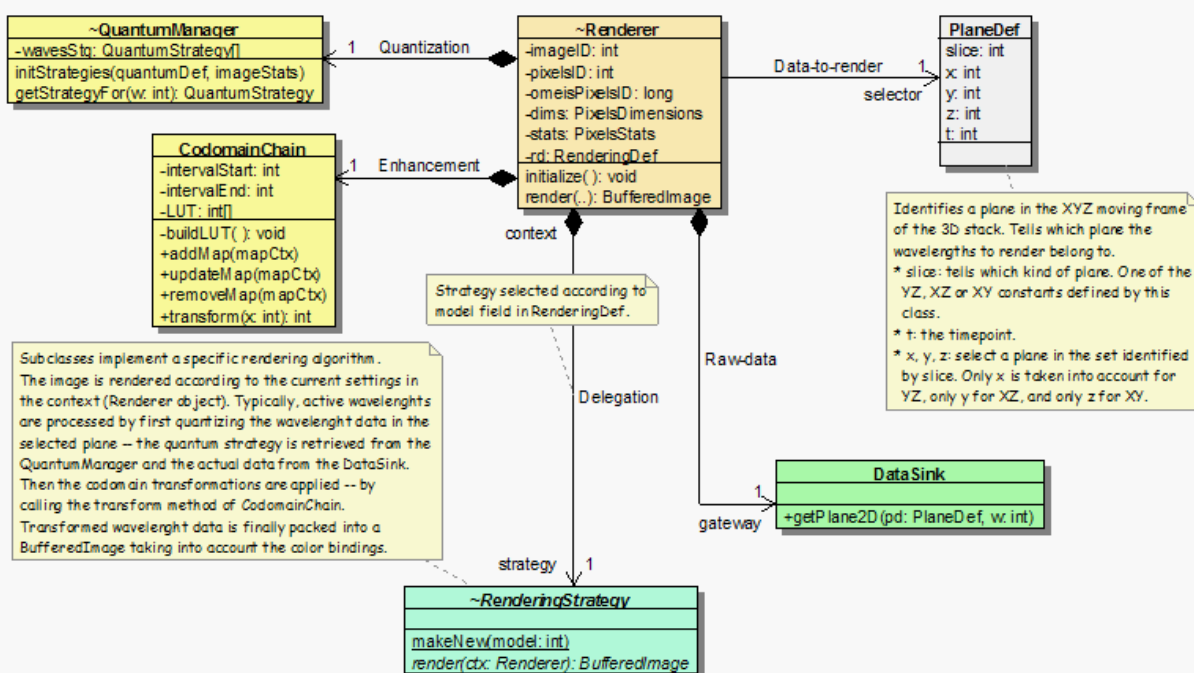 ~QuantumManager
-wavesStg: QuantumStrategy[]
initStrategies(quantumDef, imageStats)
getStrategyFor(w: int): QuantumStrategy
1
Quantization
~Renderer
-imageID: int
-pixelsID: int
-omeisPixelsID: long
-dims: PixelsDimensions
-stats: PixelsStats
-rd: RenderingDef
initialize( ): void
render(..): BufferedImage
Data-to-render
1
selector
PlaneDef
slice: int
x: int
y: int
z: int
t: int
CodomainChain
-intervalStart: int
-intervalEnd: int
-LUT: int[]
-buildLUT( ): void
+addMap(mapCtx)
+updateMap(mapCtx)
+removeMap(mapCtx)
+transform(x: int): int
1
Enhancement
context
Identifies a plane in the XYZ moving frame
of the 3D stack. Tells which plane the
wavelengths to render belong to.
* slice: tells which kind of plane. One of the
YZ, XZ or XY constants defined by this
class.
* t: the timepoint.
* x, y, z: select a plane in the set identified
by slice. Only x is taken into account for
YZ, only y for XZ, and only z for XY.
Strategy selected according to
model field in RenderingDef.
Raw-data
Delegation
Subclasses implement a specific rendering algorithm.
The image is rendered according to the current settings in
the context (Renderer object). Typically, active wavelenghts
are processed by first quantizing the wavelenght data in the
selected plane -- the quantum strategy is retrieved from the
QuantumManager and the actual data from the DataSink.
Then the codomain transformations are applied -- by
calling the transform method of CodomainChain.
Transformed wavelenght data is finally packed into a
BufferedImage taking into account the color bindings.
1
gateway
DataSink
+getPlane2D(pd: PlaneDef, w: int)
strategy
1
~RenderingStrategy
makeNew(model: int)
render(ctx: Renderer): BufferedImage